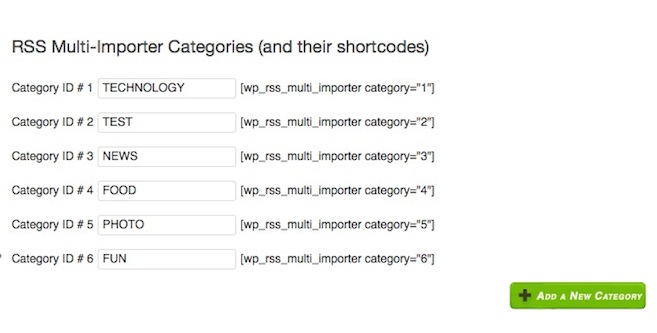 RSS Multi-Importer Categories (and their shortcodes)
Category ID # 1 TECHNOLOGY [wp_rss_multi_importer category="1"]
Category ID # 2 TEST [wp_rss_multi_importer category="2"]
Category ID # 3 NEWS [wp_rss_multi_importer category="3"]
Category ID # 4 FOOD [wp_rss_multi_importer category="4"]
Category ID # 5 PHOTO [wp_rss_multi_importer category="5"]
Category ID # 6 FUN [wp_rss_multi_importer category="6"]
Add a New Category